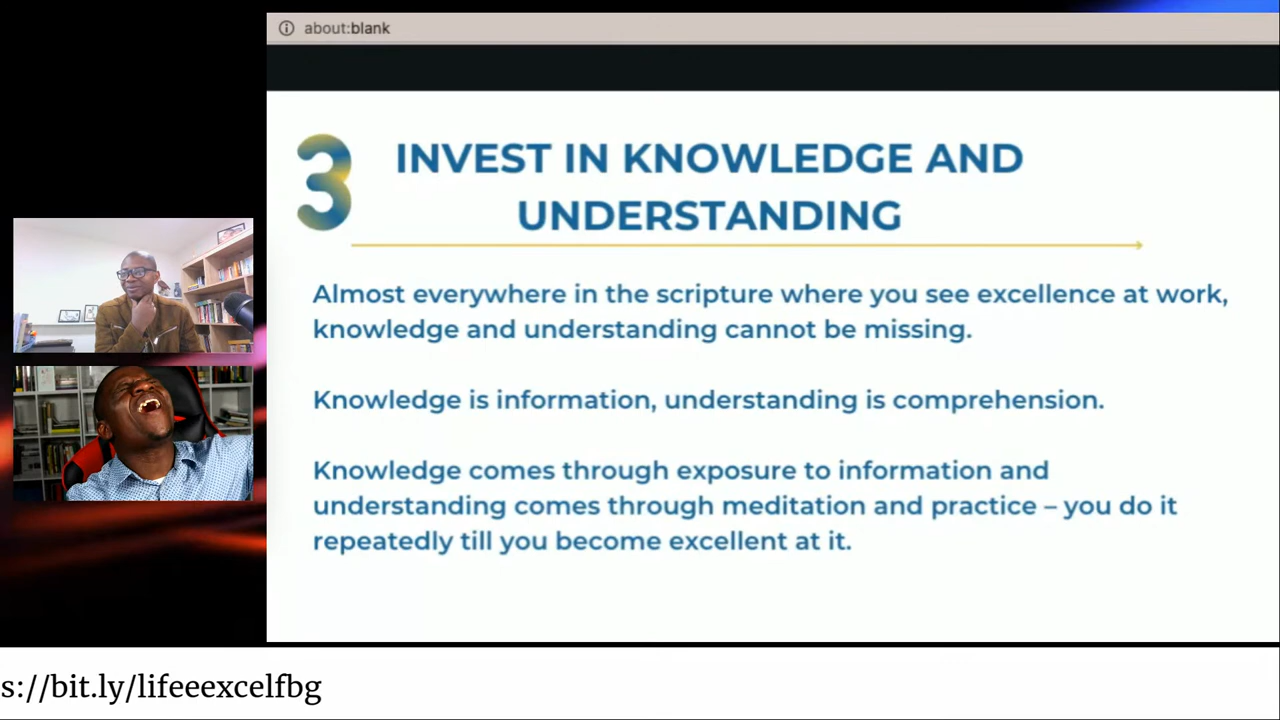 about:blank
3
INVEST IN KNOWLEDGE AND
UNDERSTANDING
Almost everywhere in the scripture where you see excellence at work,
knowledge and understanding cannot be missing.
Knowledge is information, understanding is comprehension.
Knowledge comes through exposure to information and
understanding comes through meditation and practice – you do it
repeatedly till you become excellent at it.
s://bit.ly/lifeeexcelfbg